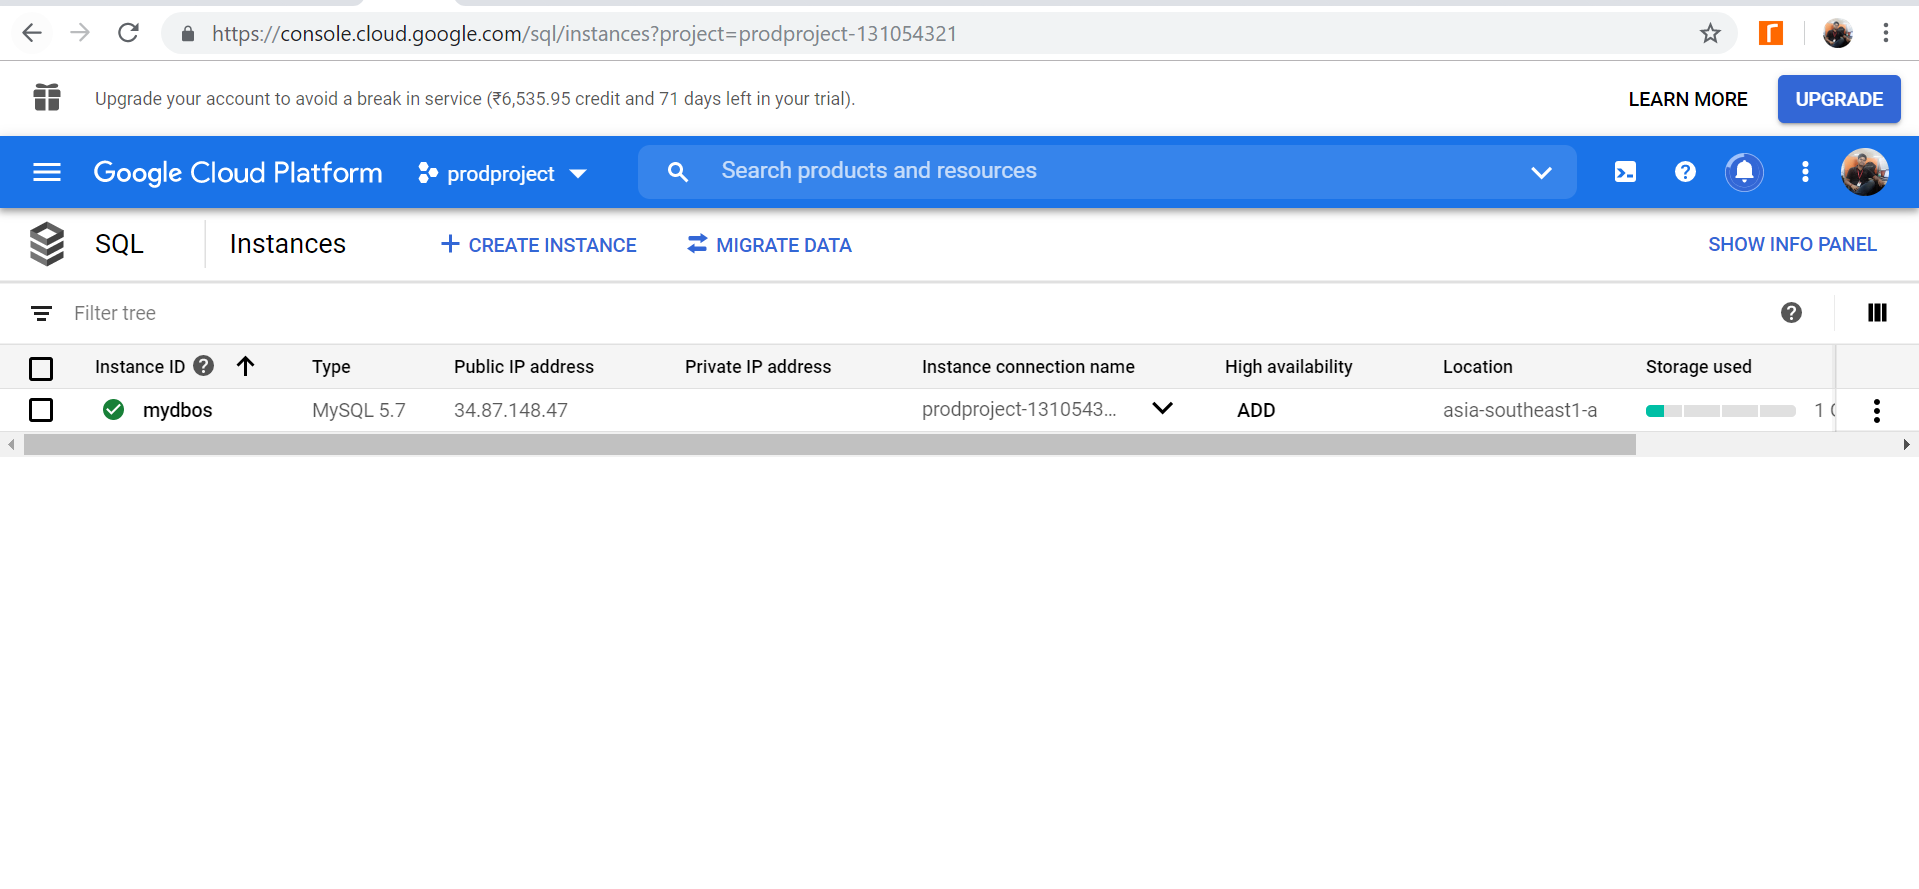 https://console.cloud.google.com/sql/instances?project=prodproject-131054321
Upgrade your account to avoid a break in service (₹6,535.95 credit and 71 days left in your trial).
LEARN MORE
UPGRADE
Google Cloud Platform
prodproject
Search products and resources
SQL
Instances
CREATE INSTANCE
MIGRATE DATA
SHOW INFO PANEL
Filter tree
Instance ID Type Public IP address Private IP address Instance connection name High availability Location Storage used
mydbos MySQL 5.7 34.87.148.47 prodproject-1310543... ADD asia-southeast1-a 1